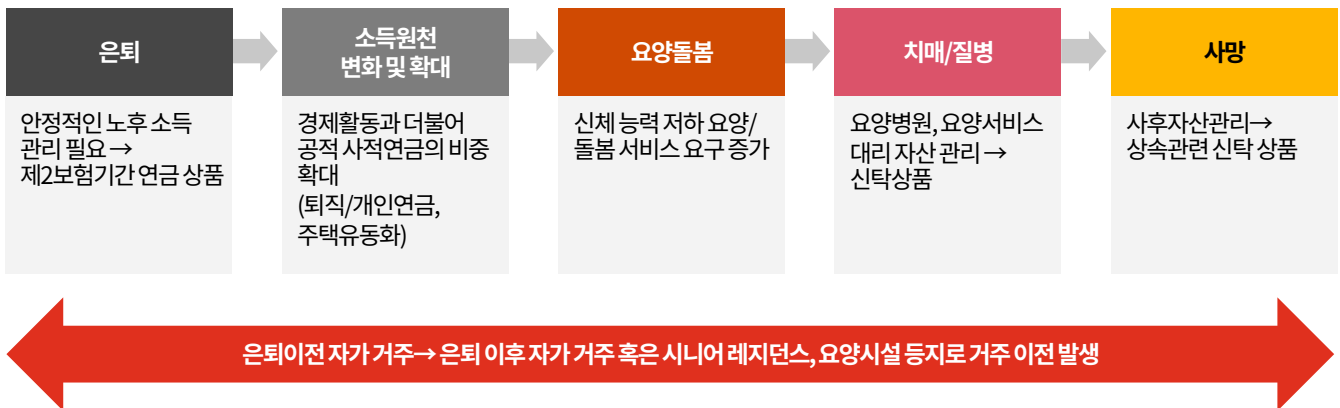 은퇴
안정적인 노후 소득
관리 필요 →
제2보험기간 연금 상품
소득원천
변화 및 확대
경제활동과 더불어
공적 사적연금의 비중
확대
(퇴직/개인연금,
주택유동화)
요양돌봄
신체 능력 저하 요양/
돌봄 서비스 요구 증가
치매/질병
요양병원, 요양서비스
대리 자산 관리 →
신탁상품
사망
사후자산관리→
상속관련 신탁 상품
은퇴이전 자가 거주→ 은퇴 이후 자가 거주 혹은 시니어 레지던스, 요양시설 등지로 거주 이전 발생